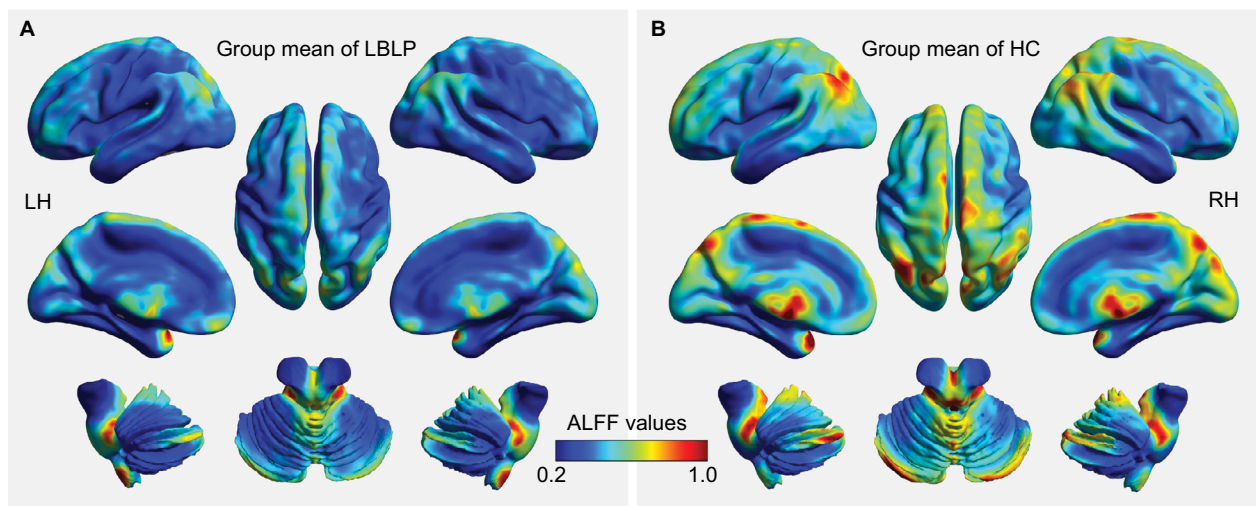 A
Group mean of LBLP
B
Group mean of HC
LH
RH
ALFF values
0.2
1.0